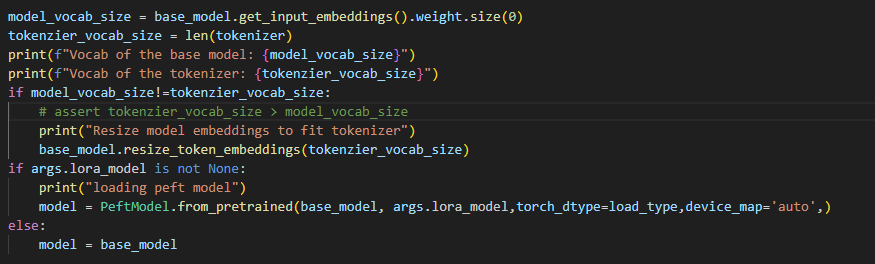 model_vocab_size = base_model.get_input_embeddings().weight.size(0)
tokenzier_vocab_size = len(tokenizer)
print(f"Vocab of the base model: {model_vocab_size}")
print(f"Vocab of the tokenizer: {tokenzier_vocab_size}")
if model_vocab_size!=tokenzier_vocab_size:
    # assert tokenzier_vocab_size > model_vocab_size
    print("Resize model embeddings to fit tokenizer")
    base_model.resize_token_embeddings(tokenzier_vocab_size)
if args.lora_model is not None:
    print("loading peft model")
    model = PeftModel.from_pretrained(base_model, args.lora_model,torch_dtype=load_type,device_map='auto',)
else:
    model = base_model